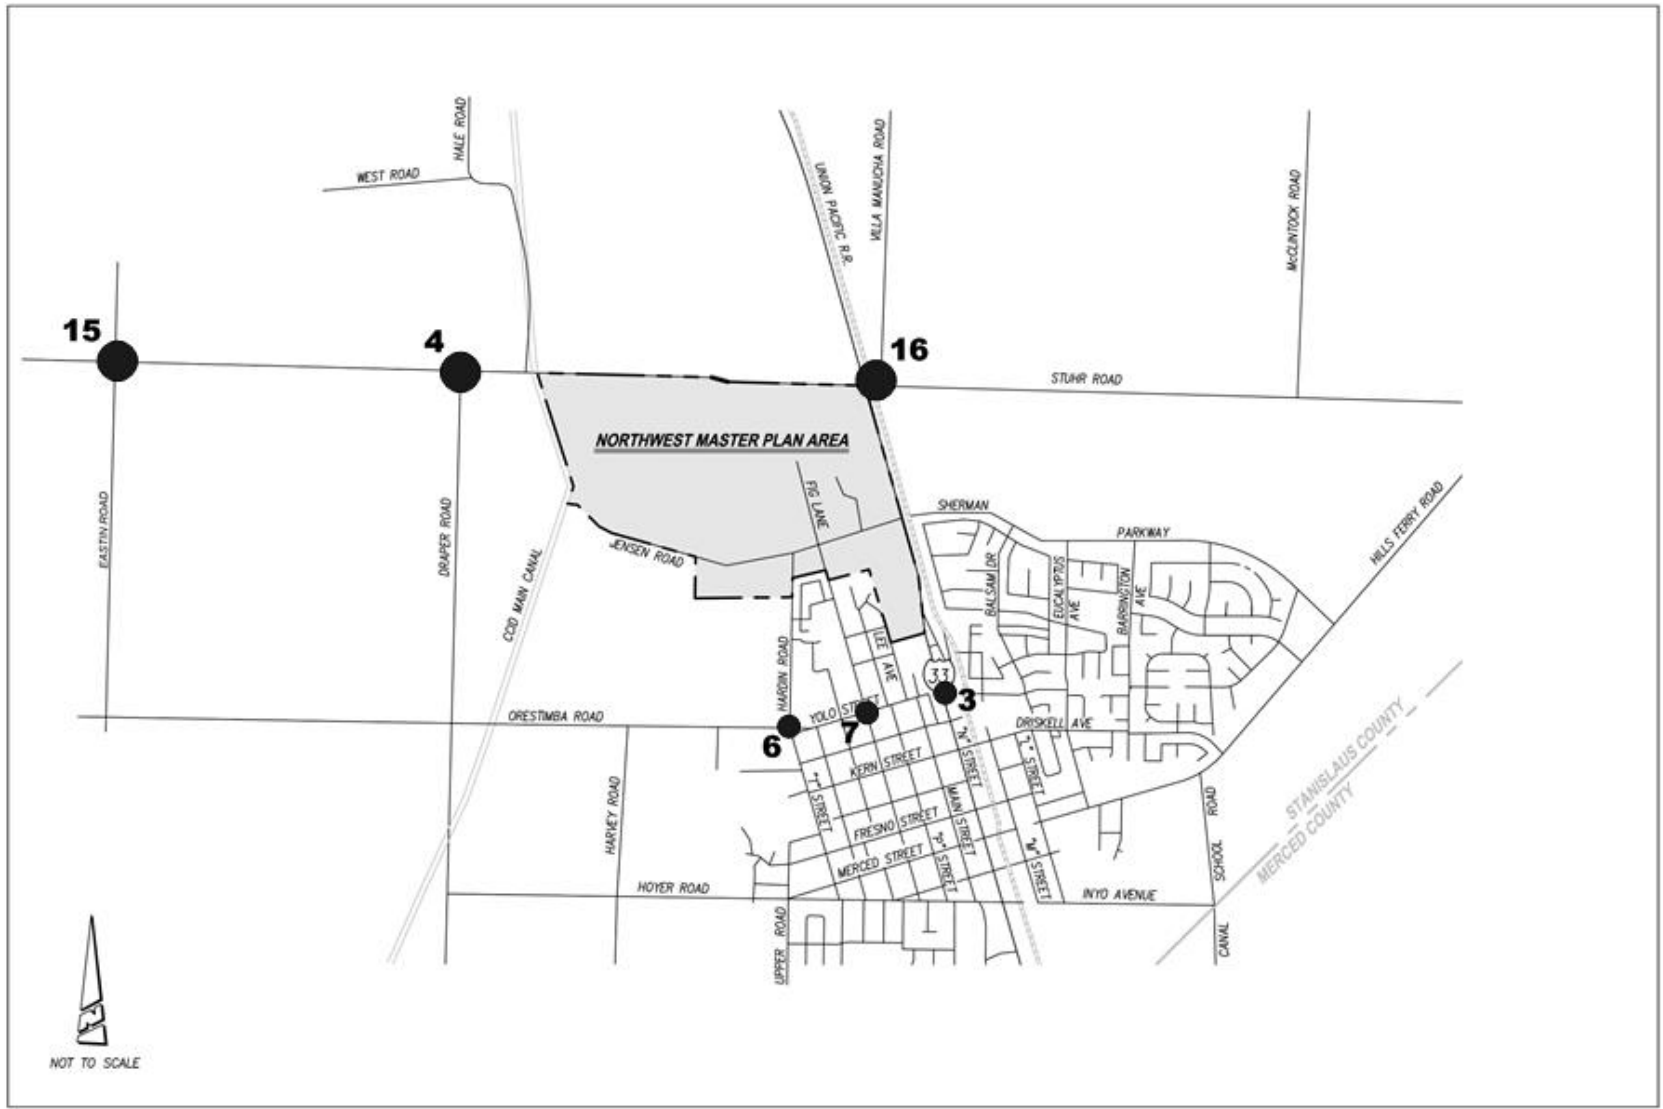 HALE ROAD
WEST ROAD
UNION PACIFIC R.R.
VILLA MANUCHA ROAD
McCLINTOCK ROAD
15
4
16
STUHR ROAD
NORTHWEST MASTER PLAN AREA
FIG LANE
EASTIN ROAD
DRAPER ROAD
CCID MAIN CANAL
JENSEN ROAD
SHERMAN
PARKWAY
HILLS FERRY ROAD
BALSAM DR
EUCALYPTUS
AVE
BARRINGTON
AVE
HARDIN ROAD
LEE AVE
33
3
ORESTIMBA ROAD
YOLO STREET
6
7
DRISKELL AVE
KERN STREET
"N" STREET
"L" STREET
"T" STREET
HARVEY ROAD
MAIN STREET
FRESNO STREET
MERCED STREET
"P" STREET
"M" STREET
STANISLAUS COUNTY
MERCED COUNTY
HOYER ROAD
INYO AVENUE
UPPER ROAD
CANAL SCHOOL ROAD
N
NOT TO SCALE